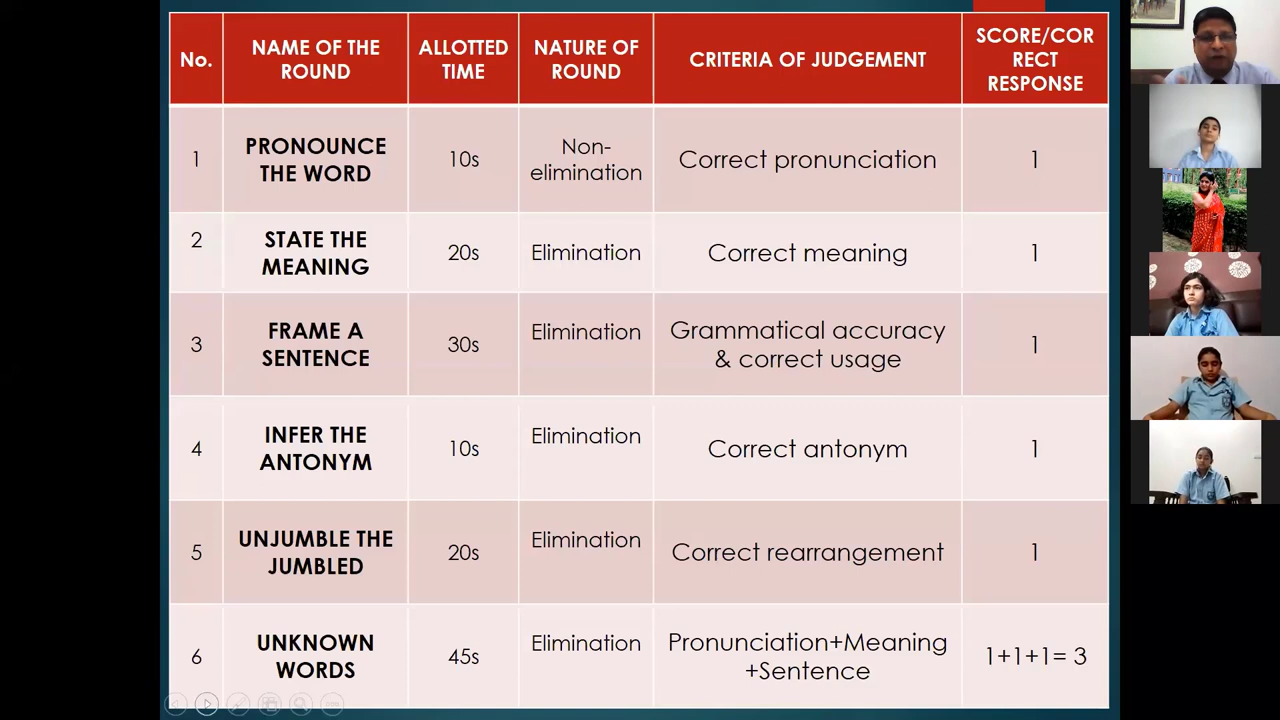 No.
NAME OF THE
ROUND
ALLOTTED
TIME
NATURE OF
ROUND
CRITERIA OF JUDGEMENT
SCORE/COR
RECT
RESPONSE
1
PRONOUNCE
THE WORD
10s
Non-
elimination
Correct pronunciation
1
2
STATE THE
MEANING
20s
Elimination
Correct meaning
1
3
FRAME A
SENTENCE
30s
Elimination
Grammatical accuracy
& correct usage
1
4
INFER THE
ANTONYM
10s
Elimination
Correct antonym
1
5
UNJUMBLE THE
JUMBLED
20s
Elimination
Correct rearrangement
1
6
UNKNOWN
WORDS
45s
Elimination
Pronunciation+Meaning
+Sentence
1+1+1= 3